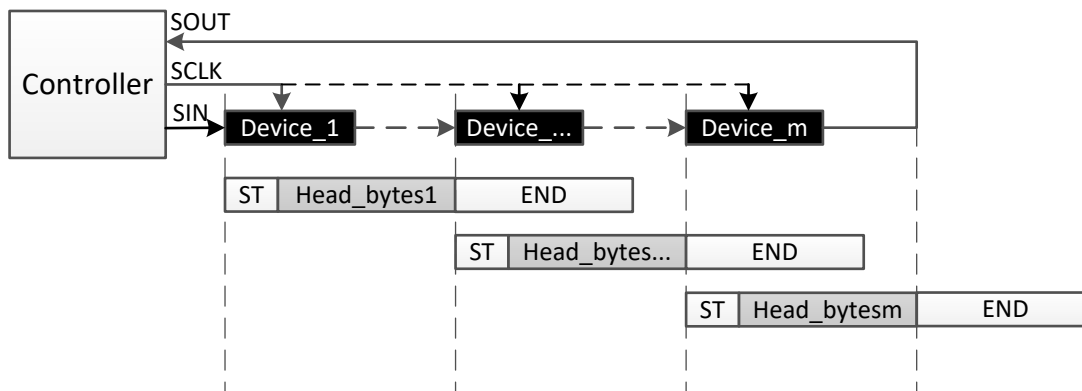 SOUT
Controller
SCLK
SIN
Device_1
Device_...
Device_m
ST Head_bytes1 END
ST Head_bytes... END
ST Head_bytesm END